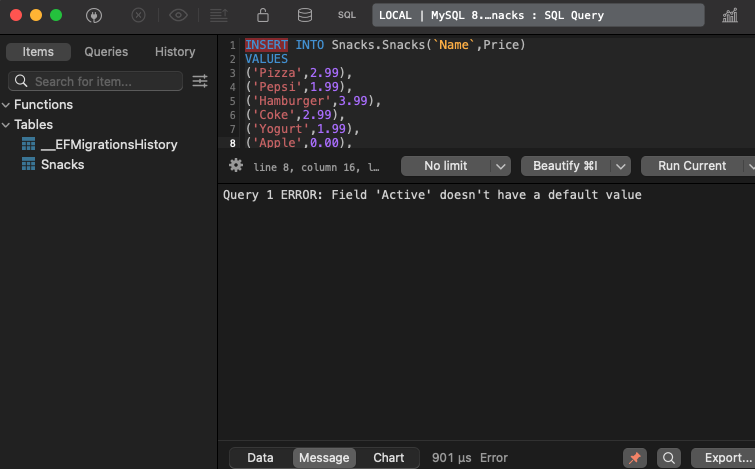 SQL
LOCAL | MySQL 8.…nacks : SQL Query
Items
Queries
History
Search for item...
Functions
Tables
__EFMigrationsHistory
Snacks
1 INSERT INTO Snacks.Snacks(`Name`,Price)
2 VALUES
3 ('Pizza',2.99),
4 ('Pepsi',1.99),
5 ('Hamburger',3.99),
6 ('Coke',2.99),
7 ('Yogurt',1.99),
8 ('Apple',0.00),
line 8, column 16, l…
No limit
Beautify ⌘I
Run Current
Query 1 ERROR: Field 'Active' doesn't have a default value
Data
Message
Chart
901 µs
Error
Export...